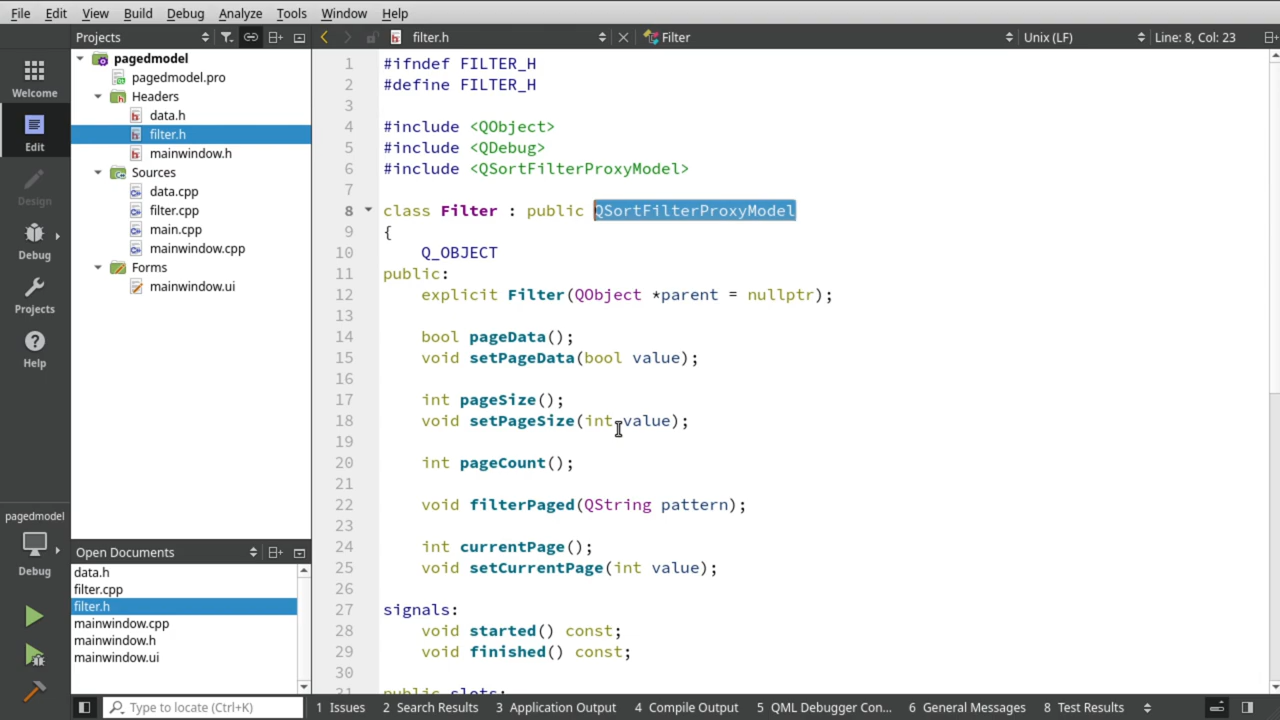 File Edit View Build Debug Analyze Tools Window Help
Projects filter.h Filter Unix (LF) Line: 8, Col: 23
Welcome
Edit
Design
Debug
Projects
Help
pagedmodel
Debug
pagedmodel
pagedmodel.pro
Headers
data.h
filter.h
mainwindow.h
Sources
data.cpp
filter.cpp
main.cpp
mainwindow.cpp
Forms
mainwindow.ui
Open Documents
data.h
filter.cpp
filter.h
mainwindow.cpp
mainwindow.h
mainwindow.ui
1 #ifndef FILTER_H
2 #define FILTER_H
3
4 #include <QObject>
5 #include <QDebug>
6 #include <QSortFilterProxyModel>
7
8 class Filter : public QSortFilterProxyModel
9 {
10 Q_OBJECT
11 public:
12 explicit Filter(QObject *parent = nullptr);
13
14 bool pageData();
15 void setPageData(bool value);
16
17 int pageSize();
18 void setPageSize(int value);
19
20 int pageCount();
21
22 void filterPaged(QString pattern);
23
24 int currentPage();
25 void setCurrentPage(int value);
26
27 signals:
28 void started() const;
29 void finished() const;
30
31 public slots:
Type to locate (Ctrl+K) 1 Issues 2 Search Results 3 Application Output 4 Compile Output 5 QML Debugger Con... 6 General Messages 8 Test Results